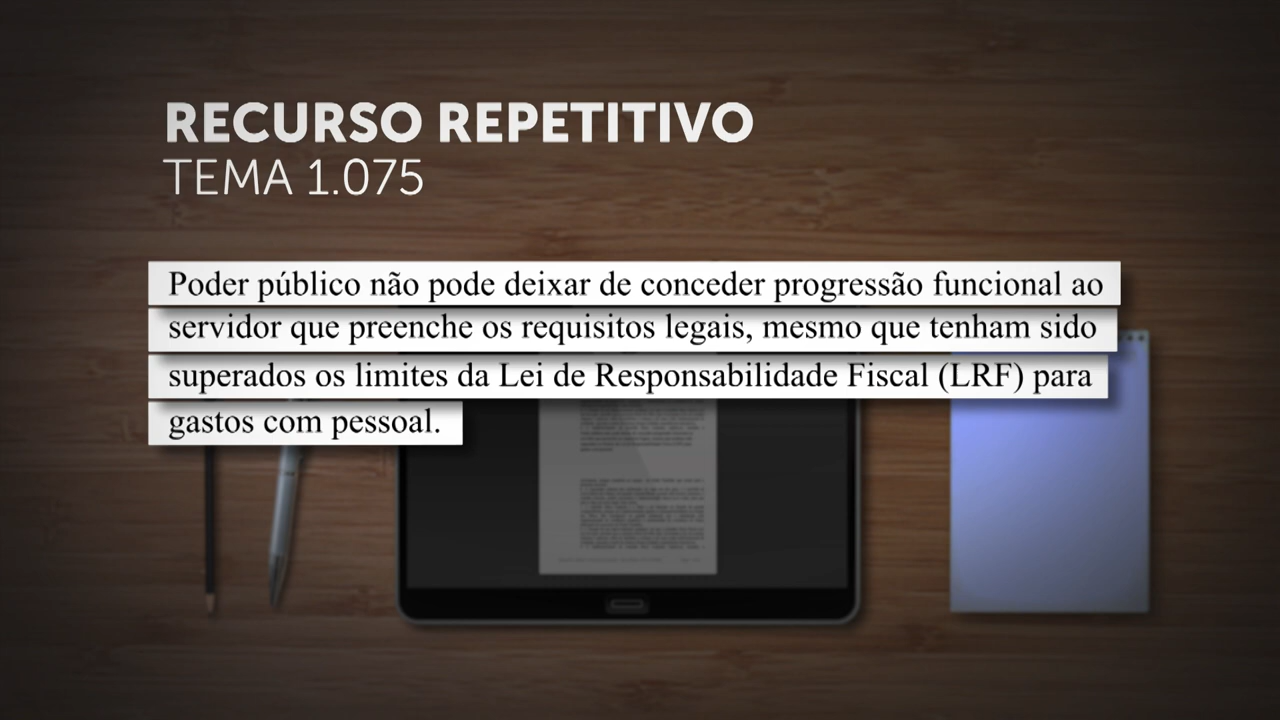 RECURSO REPETITIVO
TEMA 1.075
Poder público não pode deixar de conceder progressão funcional ao
servidor que preenche os requisitos legais, mesmo que tenham sido
superados os limites da Lei de Responsabilidade Fiscal (LRF) para
gastos com pessoal.